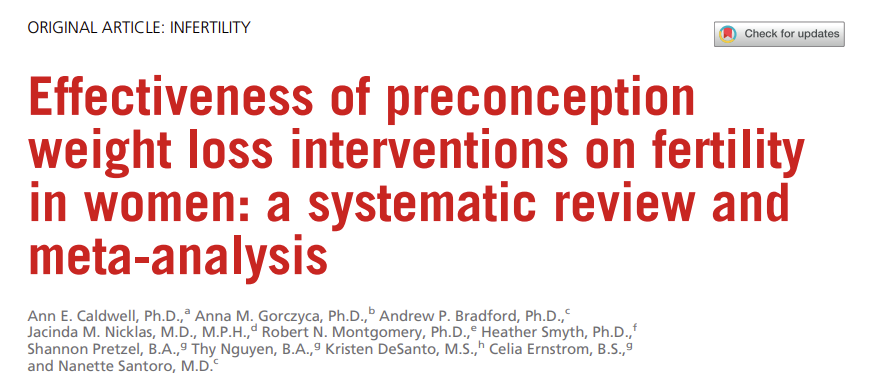 ORIGINAL ARTICLE: INFERTILITY
Check for updates
Effectiveness of preconception
weight loss interventions on fertility
in women: a systematic review and
meta-analysis
Ann E. Caldwell, Ph.D.,a Anna M. Gorczyca, Ph.D.,b Andrew P. Bradford, Ph.D.,c
Jacinda M. Nicklas, M.D., M.P.H.,d Robert N. Montgomery, Ph.D.,e Heather Smyth, Ph.D.,f
Shannon Pretzel, B.A.,g Thy Nguyen, B.A.,g Kristen DeSanto, M.S.,h Celia Ernstrom, B.S.,g
and Nanette Santoro, M.D.c